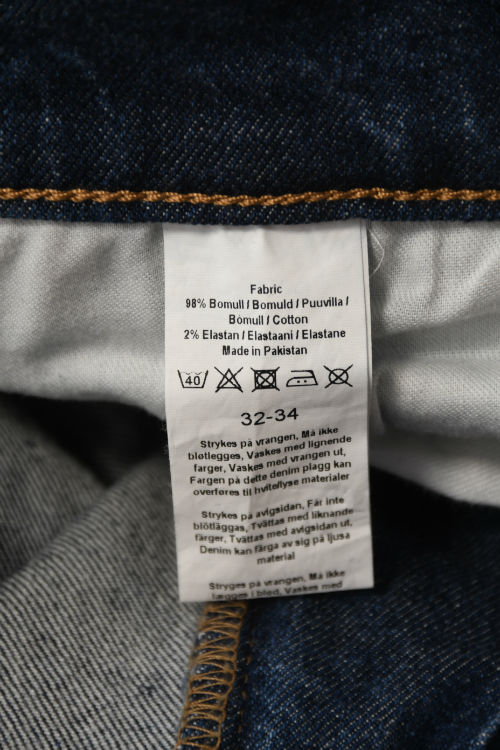 Fabric
98% Bomull / Bomuld / Puuvilla /
Bómull / Cotton
2% Elastan / Elastaani / Elastane
Made in Pakistan
40
32-34
Strykes på vrangen, Må ikke
bløtlegges, Vaskes med lignende
farger, Vaskes med vrangen ut,
Fargen på dette denim plagg kan
overføres til hvite/lyse materialer
Strykes på avigsidan, Får inte
blötläggas, Tvättas med liknande
färger, Tvättas med avigsidan ut,
Denim kan färga av sig på ljusa
material
Stryges på vrangen, Må ikke
lægges i blød, Vaskes med